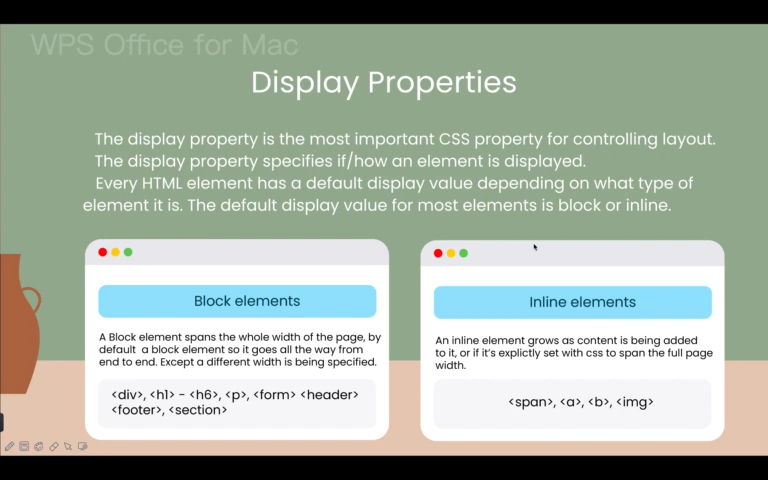 WPS Office for Mac
Display Properties
The display property is the most important CSS property for controlling layout.
The display property specifies if/how an element is displayed.
Every HTML element has a default display value depending on what type of
element it is. The default display value for most elements is block or inline.
Block elements
A Block element spans the whole width of the page, by
default a block element so it goes all the way from
end to end. Except a different width is being specified.
<div>, <h1> - <h6>, <p>, <form> <header>
<footer>, <section>
Inline elements
An inline element grows as content is being added
to it, or if it's explictly set with css to span the full page
width.
<span>, <a>, <b>, <img>